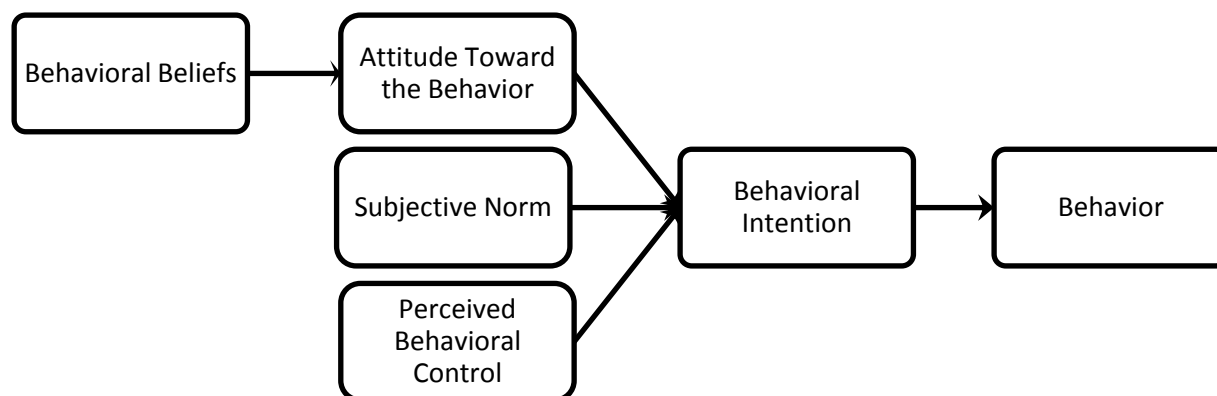 Behavioral Beliefs
Attitude Toward
the Behavior
Subjective Norm
Perceived
Behavioral
Control
Behavioral
Intention
Behavior